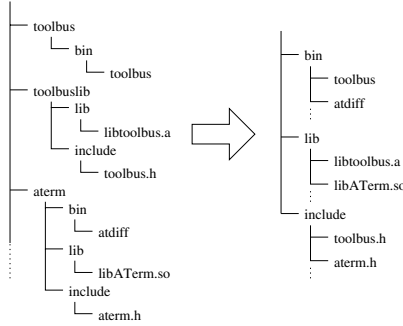 toolbus
bin
toolbus
toolbuslib
lib
libtoolbus.a
include
toolbus.h
aterm
bin
atdiff
lib
libATerm.so
include
aterm.h
bin
toolbus
atdiff
lib
libtoolbus.a
libATerm.so
include
toolbus.h
aterm.h